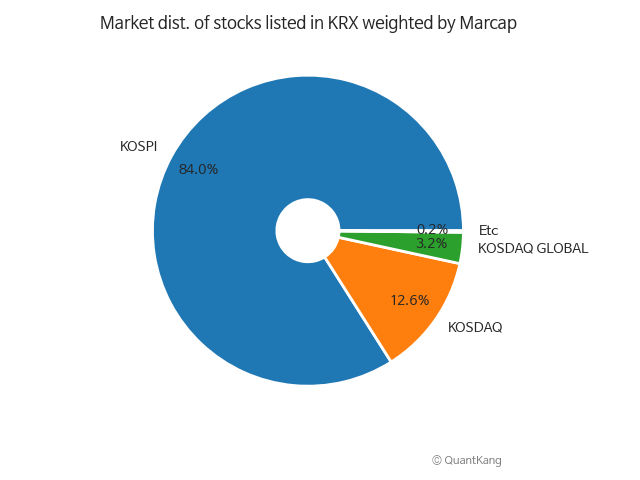 Market dist. of stocks listed in KRX weighted by Marcap
KOSPI
84.0%
0.2%
Etc
3.2%
KOSDAQ GLOBAL
12.6%
KOSDAQ
© QuantKang